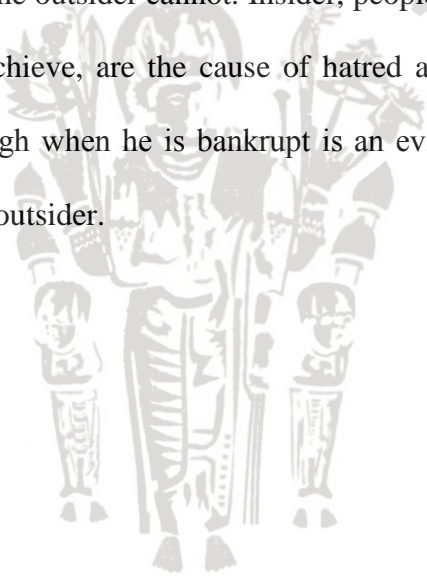 he outsider cannot. Insider, people
chieve, are the cause of hatred a
gh when he is bankrupt is an ev
outsider.